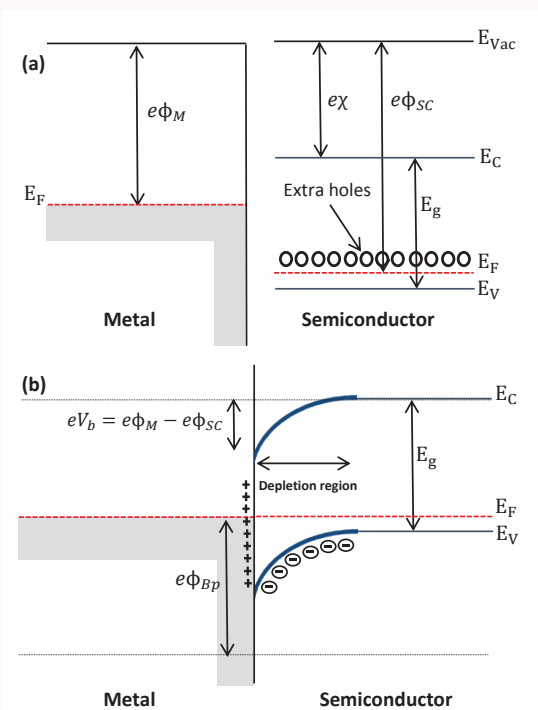 (a)
E_Vac
eϕ_M
eχ
eϕ_SC
E_C
Extra holes
E_g
E_F
E_F
E_V
Metal
Semiconductor
(b)
E_C
eV_b = eϕ_M − eϕ_SC
E_g
Depletion region
E_F
E_V
eϕ_Bp
Metal
Semiconductor